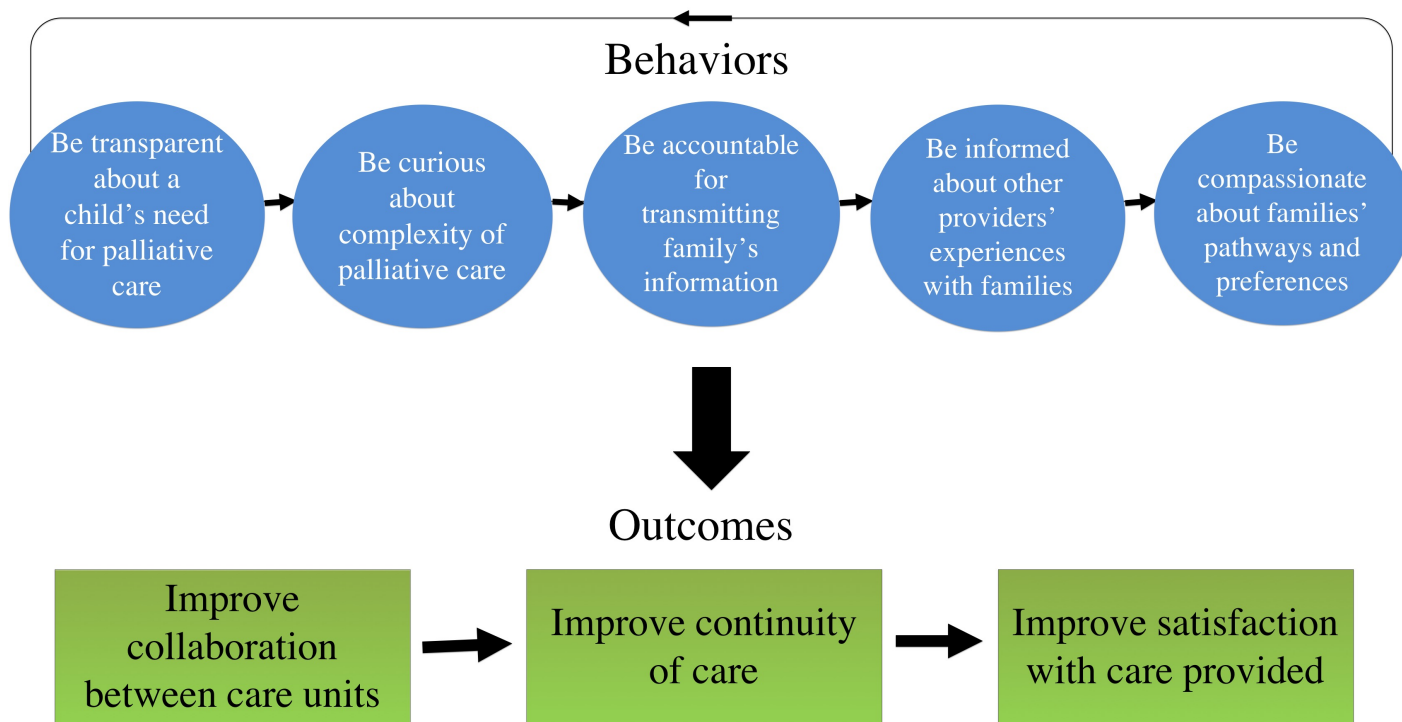 Behaviors
Be transparent
about a
child’s need
for palliative
care
Be curious
about
complexity of
palliative care
Be accountable
for
transmitting
family’s
information
Be informed
about other
providers’
experiences
with families
Be
compassionate
about families’
pathways and
preferences
Outcomes
Improve
collaboration
between care units
Improve continuity
of care
Improve satisfaction
with care provided